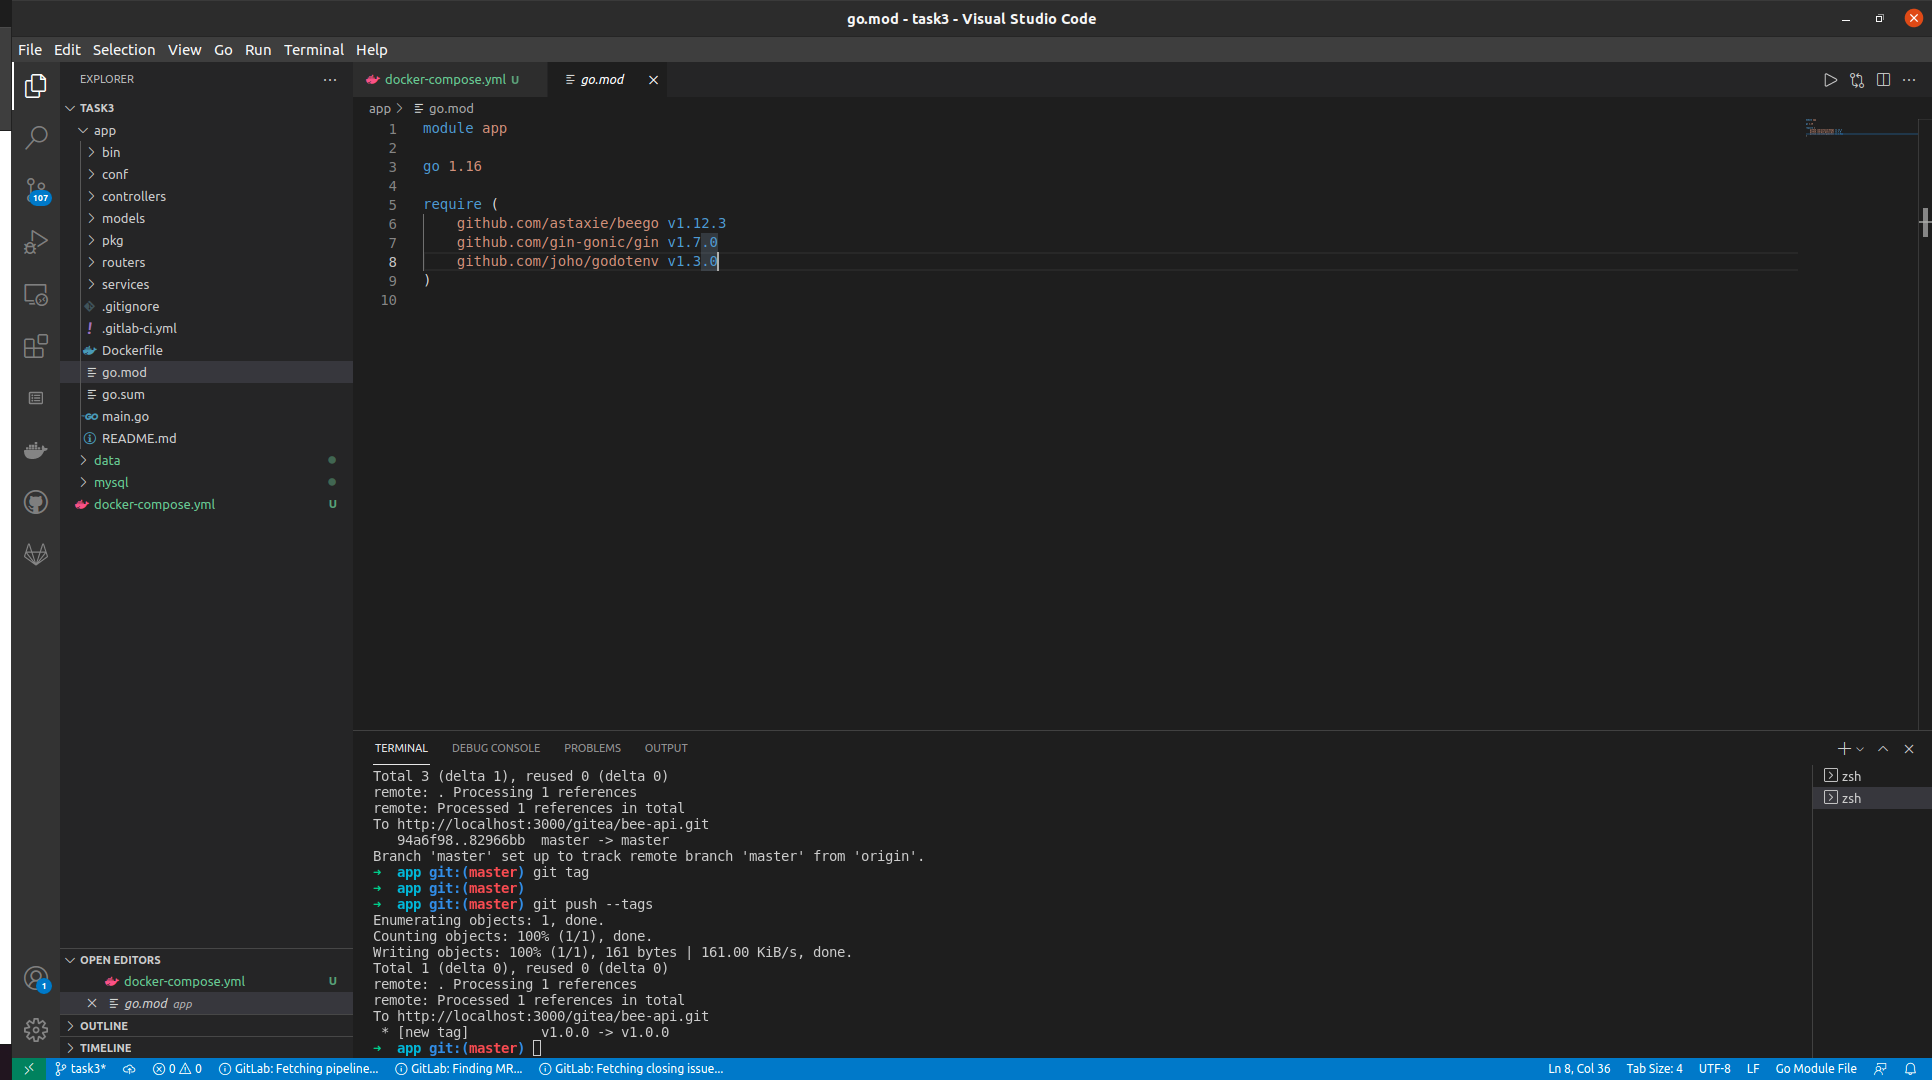 go.mod - task3 - Visual Studio Code
File Edit Selection View Go Run Terminal Help
EXPLORER
TASK3
app
bin
conf
controllers
models
pkg
routers
services
.gitignore
.gitlab-ci.yml
Dockerfile
go.mod
go.sum
main.go
README.md
data
mysql
docker-compose.yml U
107
1
OPEN EDITORS
docker-compose.yml U
go.mod app
OUTLINE
TIMELINE
docker-compose.yml U
go.mod
app > go.mod
1 module app
2
3 go 1.16
4
5 require (
6 github.com/astaxie/beego v1.12.3
7 github.com/gin-gonic/gin v1.7.0
8 github.com/joho/godotenv v1.3.0
9 )
10
TERMINAL DEBUG CONSOLE PROBLEMS OUTPUT
Total 3 (delta 1), reused 0 (delta 0)
remote: . Processing 1 references
remote: Processed 1 references in total
To http://localhost:3000/gitea/bee-api.git
94a6f98..82966bb master -> master
Branch 'master' set up to track remote branch 'master' from 'origin'.
➜ app git:(master) git tag
➜ app git:(master)
➜ app git:(master) git push --tags
Enumerating objects: 1, done.
Counting objects: 100% (1/1), done.
Writing objects: 100% (1/1), 161 bytes | 161.00 KiB/s, done.
Total 1 (delta 0), reused 0 (delta 0)
remote: . Processing 1 references
remote: Processed 1 references in total
To http://localhost:3000/gitea/bee-api.git
* [new tag] v1.0.0 -> v1.0.0
➜ app git:(master)
zsh
zsh
task3* 0 0 GitLab: Fetching pipeline... GitLab: Finding MR... GitLab: Fetching closing issue... Ln 8, Col 36 Tab Size: 4 UTF-8 LF Go Module File